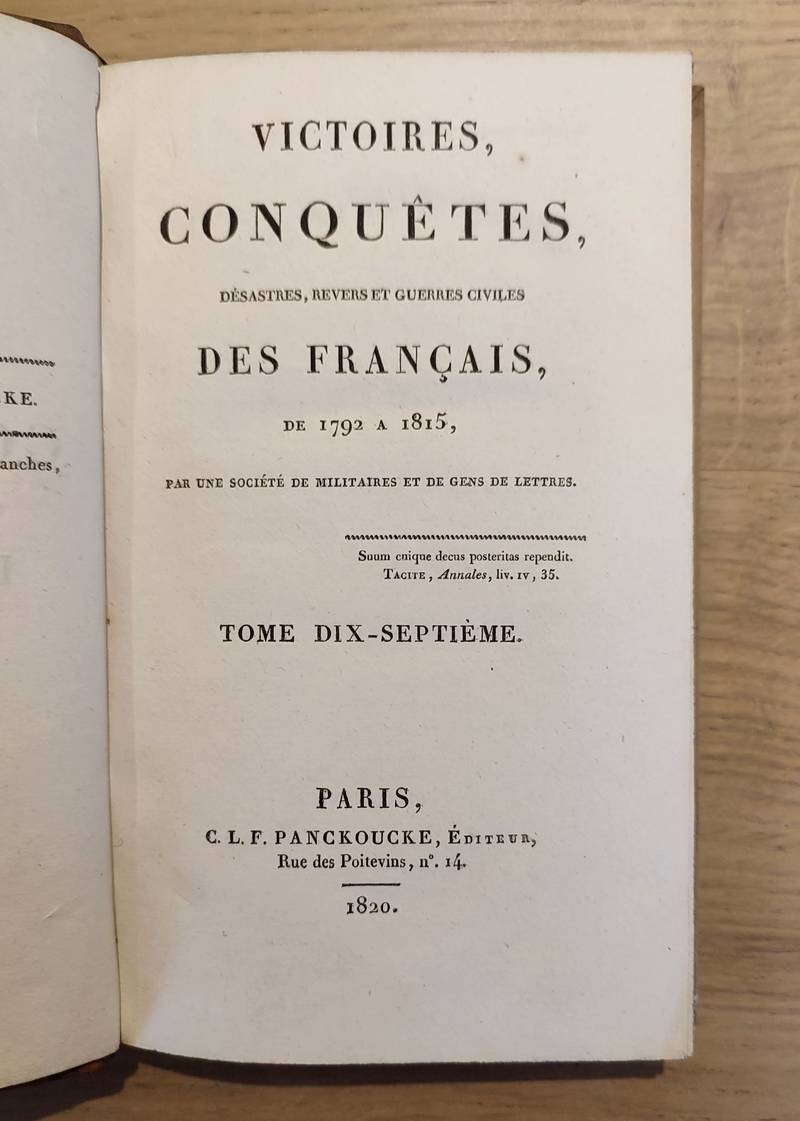 KE.
anches,
VICTOIRES,
CONQUÊTES,
DÉSASTRES, REVERS ET GUERRES CIVILES
DES FRANÇAIS,
DE 1792 A 1815,
PAR UNE SOCIÉTÉ DE MILITAIRES ET DE GENS DE LETTRES.
Suum cuique decus posteritas rependit.
TACITE, Annales, liv. IV, 35.
TOME DIX-SEPTIÈME.
PARIS,
C. L. F. PANCKOUCKE, ÉDITEUR,
Rue des Poitevins, nº. 14.
1820.